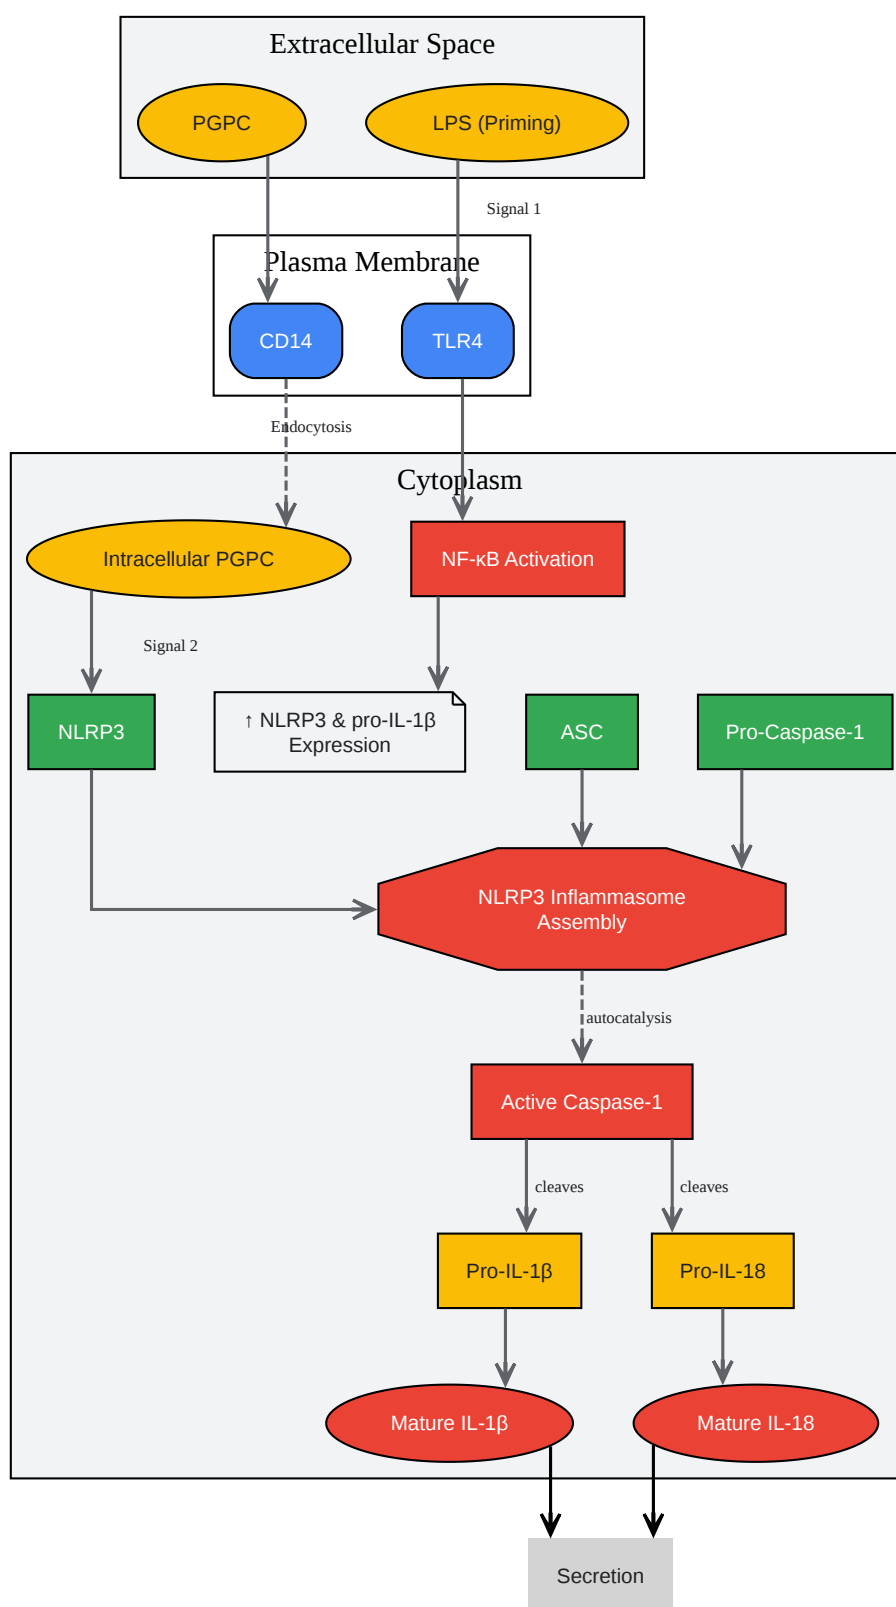 Extracellular Space
PGPC
LPS (Priming)
Signal 1
Plasma Membrane
CD14
TLR4
Endocytosis
Cytoplasm
Intracellular PGPC
NF-κB Activation
Signal 2
NLRP3
↑ NLRP3 & pro-IL-1β
Expression
ASC
Pro-Caspase-1
NLRP3 Inflammasome
Assembly
autocatalysis
Active Caspase-1
cleaves
cleaves
Pro-IL-1β
Pro-IL-18
Mature IL-1β
Mature IL-18
Secretion